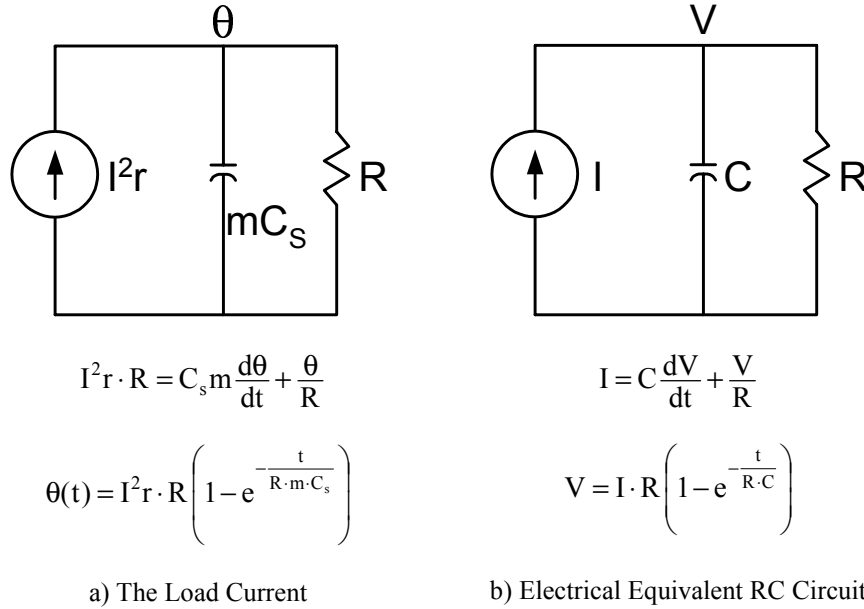 θ
I²r
mC_S
R
V
I
C
R
I²r · R = C_s m dθ/dt + θ/R
I = C dV/dt + V/R
θ(t) = I²r · R (1 − e^(−t/(R·m·C_s)))
V = I · R (1 − e^(−t/(R·C)))
a) The Load Current
b) Electrical Equivalent RC Circuit